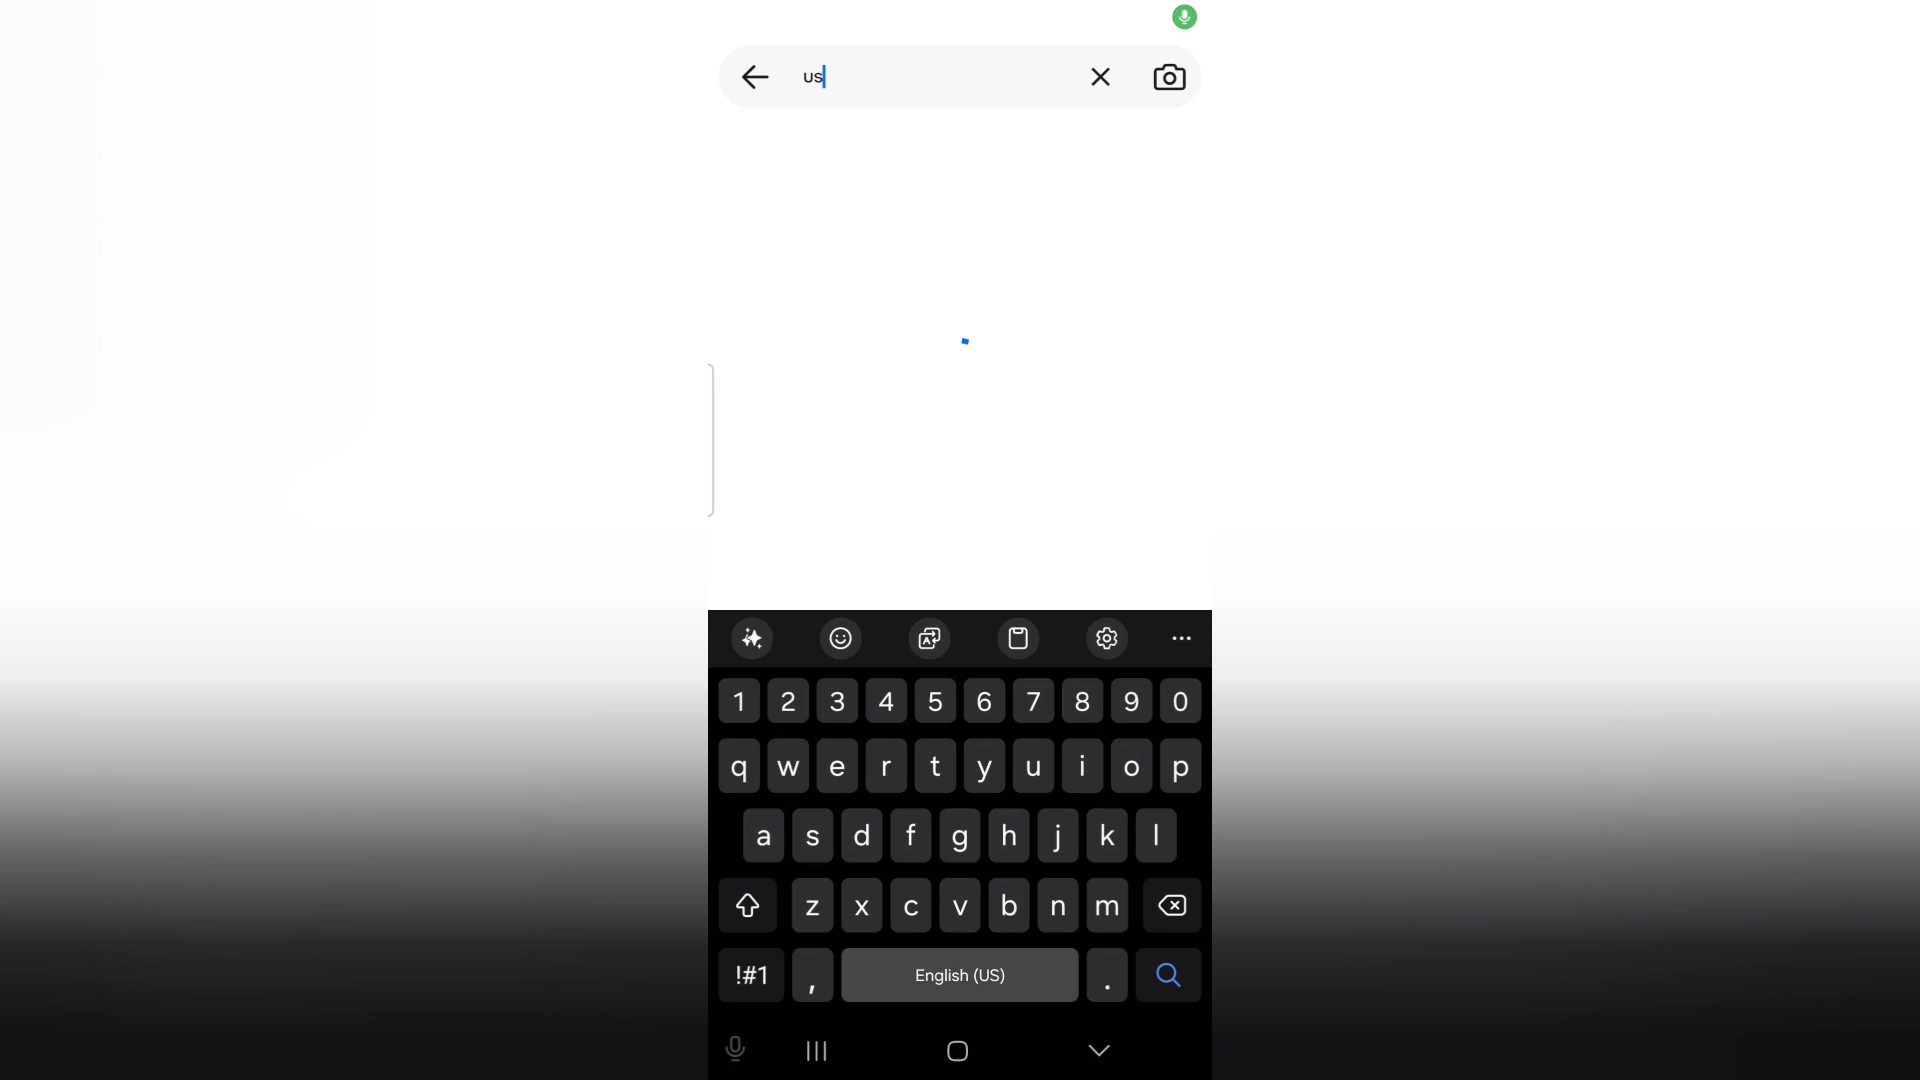 us
1 2 3 4 5 6 7 8 9 0
q w e r t y u i o p
a s d f g h j k l
z x c v b n m
!#1 , English (US) .